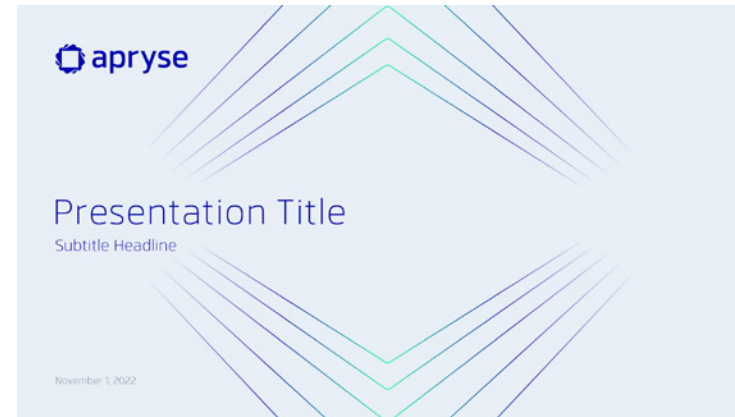 apryse
Presentation Title
Subtitle Headline
November 1, 2022